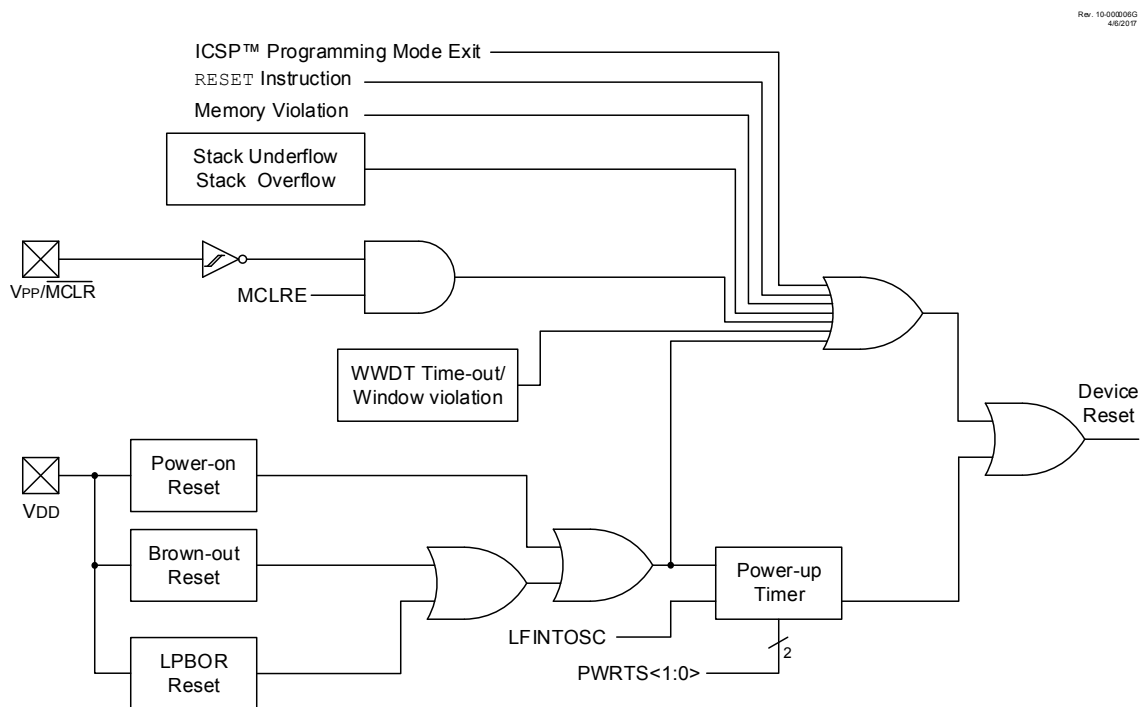 Rev. 10-000006G
4/6/2017
ICSP™ Programming Mode Exit
RESET Instruction
Memory Violation
Stack Underflow
Stack Overflow
VPP/MCLR
MCLRE
WWDT Time-out/
Window violation
Device
Reset
Power-on
Reset
VDD
Brown-out
Reset
Power-up
Timer
LFINTOSC
LPBOR
Reset
2
PWRTS<1:0>